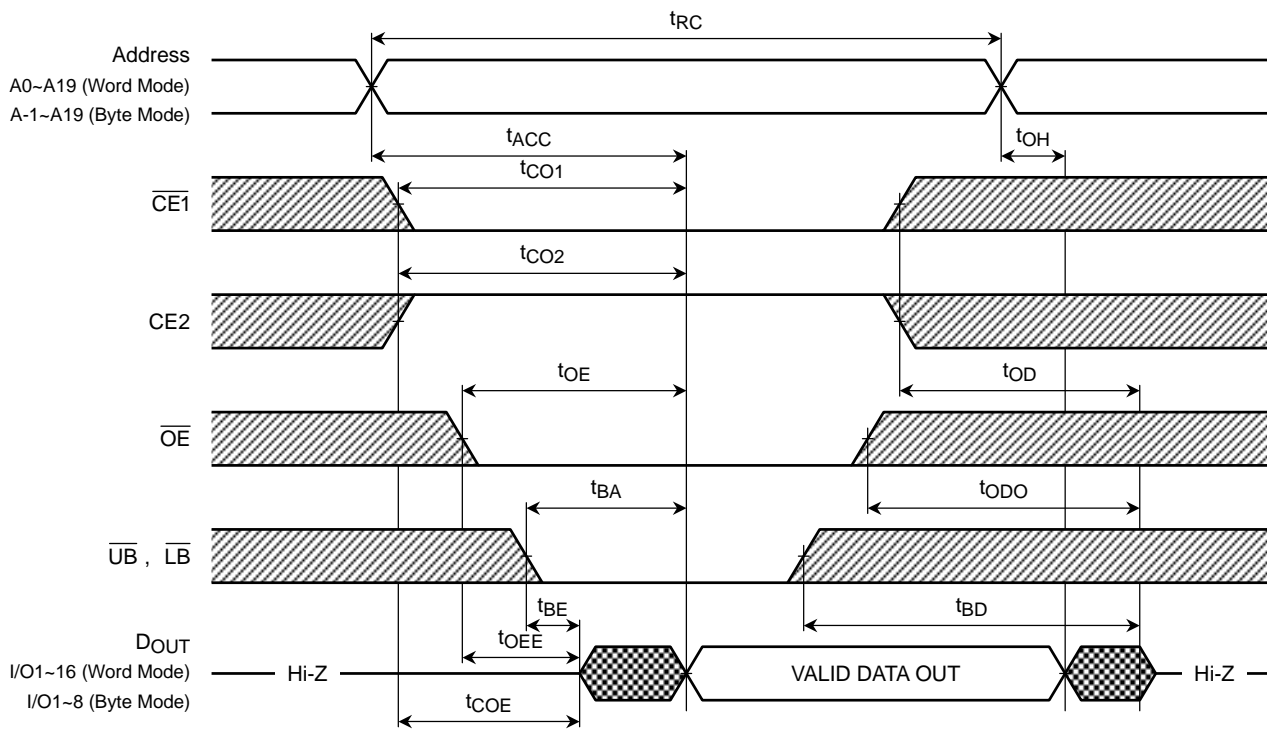 tRC
Address
A0~A19 (Word Mode)
A-1~A19 (Byte Mode)
tACC
tOH
tCO1
CE1
tCO2
CE2
tOE
tOD
OE
tBA
tODO
UB , LB
tBE
tBD
DOUT
tOEE
I/O1~16 (Word Mode)
Hi-Z
VALID DATA OUT
Hi-Z
I/O1~8 (Byte Mode)
tCOE